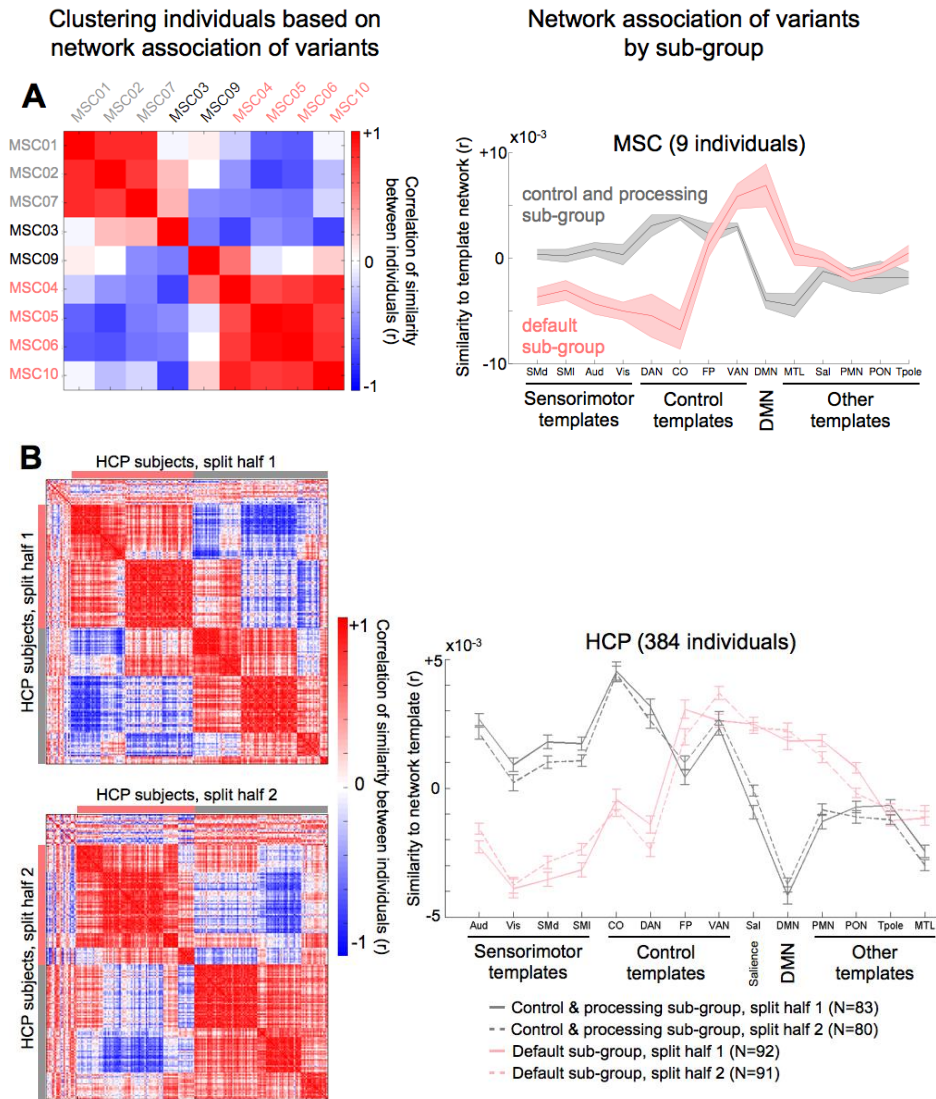 Clustering individuals based on
network association of variants
Network association of variants
by sub-group
A
MSC01
MSC02
MSC07
MSC03
MSC09
MSC04
MSC05
MSC06
MSC10
MSC01
MSC02
MSC07
MSC03
MSC09
MSC04
MSC05
MSC06
MSC10
+1
0
-1
Correlation of similarity
between individuals (r)
x10-3
MSC (9 individuals)
+10
0
-10
Similarity to template network (r)
control and processing
sub-group
default
sub-group
SMd SMl Aud Vis DAN CO FP VAN DMN MTL Sal PMN PON Tpole
Sensorimotor
templates
Control
templates
DMN
Other
templates
B
HCP subjects, split half 1
HCP subjects, split half 1
HCP subjects, split half 2
HCP subjects, split half 2
+1
0
-1
Correlation of similarity between individuals (r)
x10-3
HCP (384 individuals)
+5
0
-5
Similarity to network template (r)
Aud Vis SMd SMl CO DAN FP VAN Sal DMN PMN PON Tpole MTL
Sensorimotor
templates
Control
templates
Salience
DMN
Other
templates
Control & processing sub-group, split half 1 (N=83)
Control & processing sub-group, split half 2 (N=80)
Default sub-group, split half 1 (N=92)
Default sub-group, split half 2 (N=91)